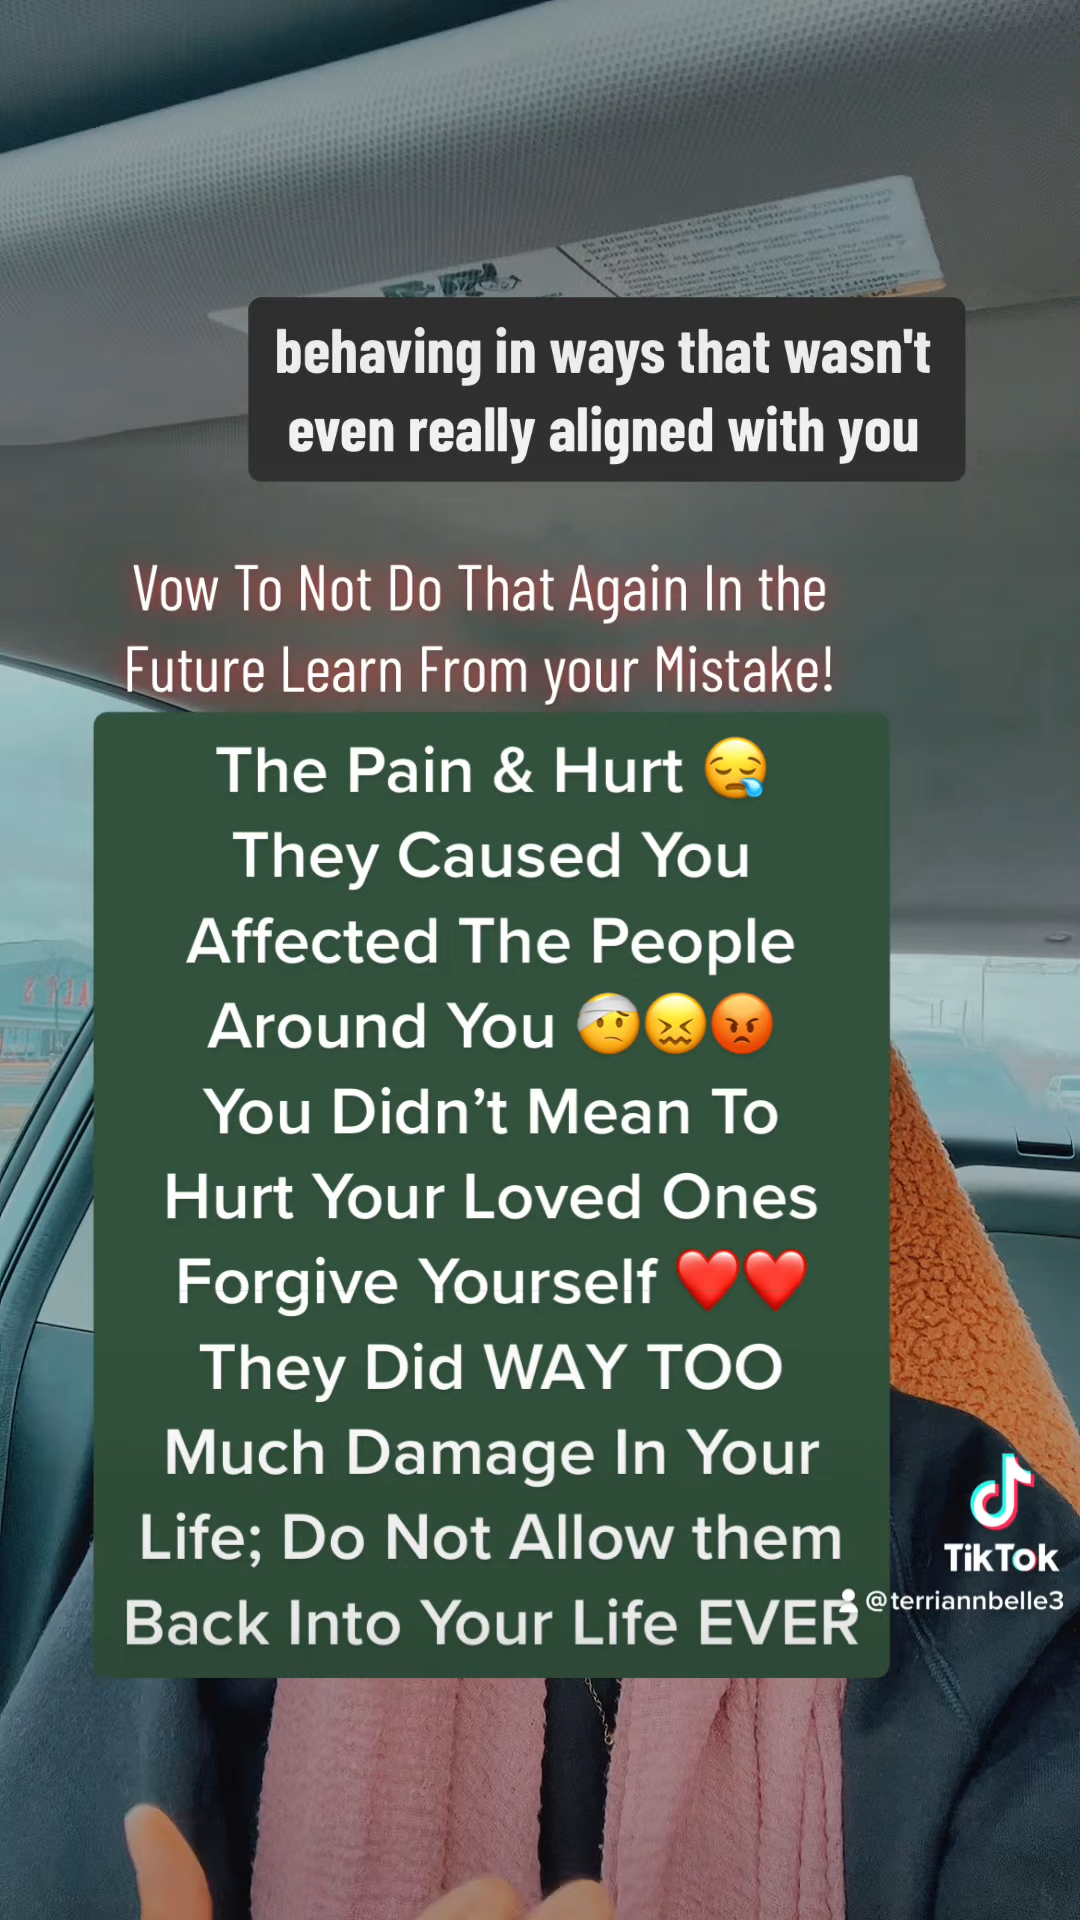 behaving in ways that wasn't
even really aligned with you
Vow To Not Do That Again In the
Future Learn From your Mistake!
The Pain & Hurt 😪
They Caused You
Affected The People
Around You 🤕😖😡
You Didn’t Mean To
Hurt Your Loved Ones
Forgive Yourself ❤️❤️
They Did WAY TOO
Much Damage In Your
Life; Do Not Allow them
Back Into Your Life EVER
TikTok
@terriannbelle3